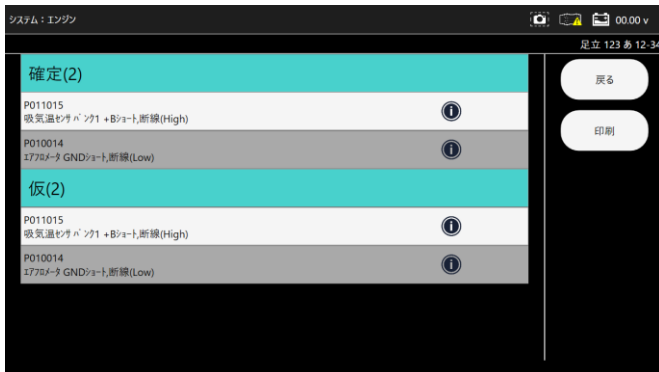 システム：エンジン
00.00 v
足立 123 あ 12-34
確定(2)
P011015
吸気温ｾﾝｻ ﾊﾞﾝｸ1 +Bｼｮｰﾄ,断線(High)
P010014
ｴｱﾌﾛﾒｰﾀ GNDｼｮｰﾄ,断線(Low)
仮(2)
P011015
吸気温ｾﾝｻ ﾊﾞﾝｸ1 +Bｼｮｰﾄ,断線(High)
P010014
ｴｱﾌﾛﾒｰﾀ GNDｼｮｰﾄ,断線(Low)
戻る
印刷